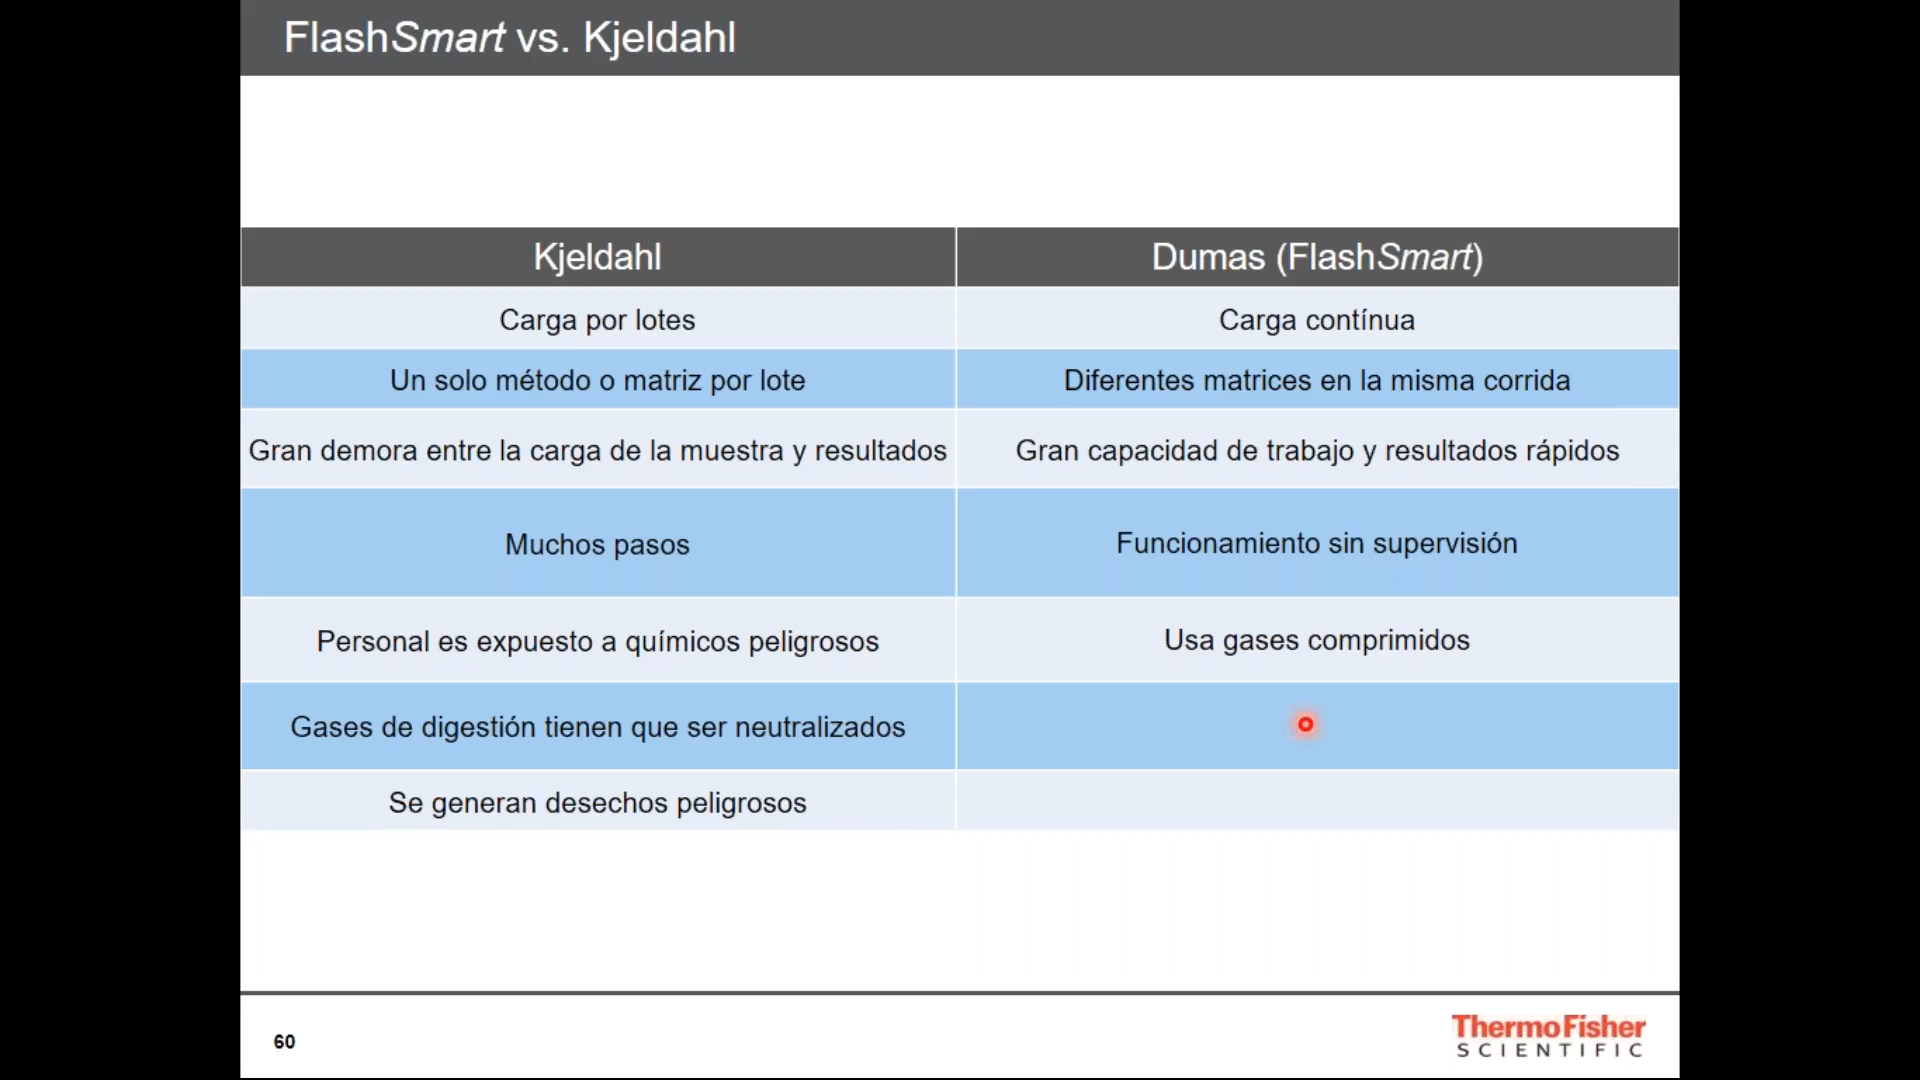 FlashSmart vs. Kjeldahl
Kjeldahl
Dumas (FlashSmart)
Carga por lotes
Carga contínua
Un solo método o matriz por lote
Diferentes matrices en la misma corrida
Gran demora entre la carga de la muestra y resultados
Gran capacidad de trabajo y resultados rápidos
Muchos pasos
Funcionamiento sin supervisión
Personal es expuesto a químicos peligrosos
Usa gases comprimidos
Gases de digestión tienen que ser neutralizados
Se generan desechos peligrosos
60
ThermoFisher
SCIENTIFIC